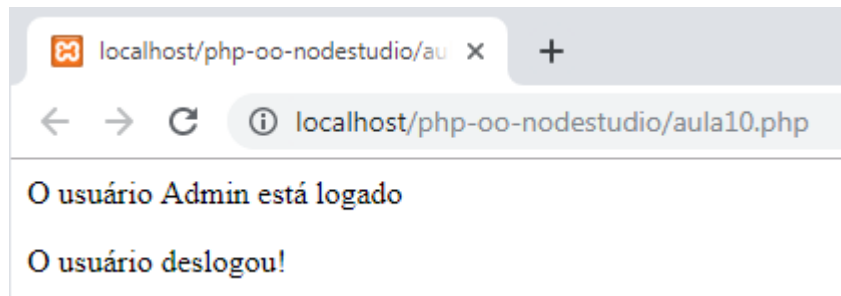 localhost/php-oo-nodestudio/au
localhost/php-oo-nodestudio/aula10.php
O usuário Admin está logado
O usuário deslogou!